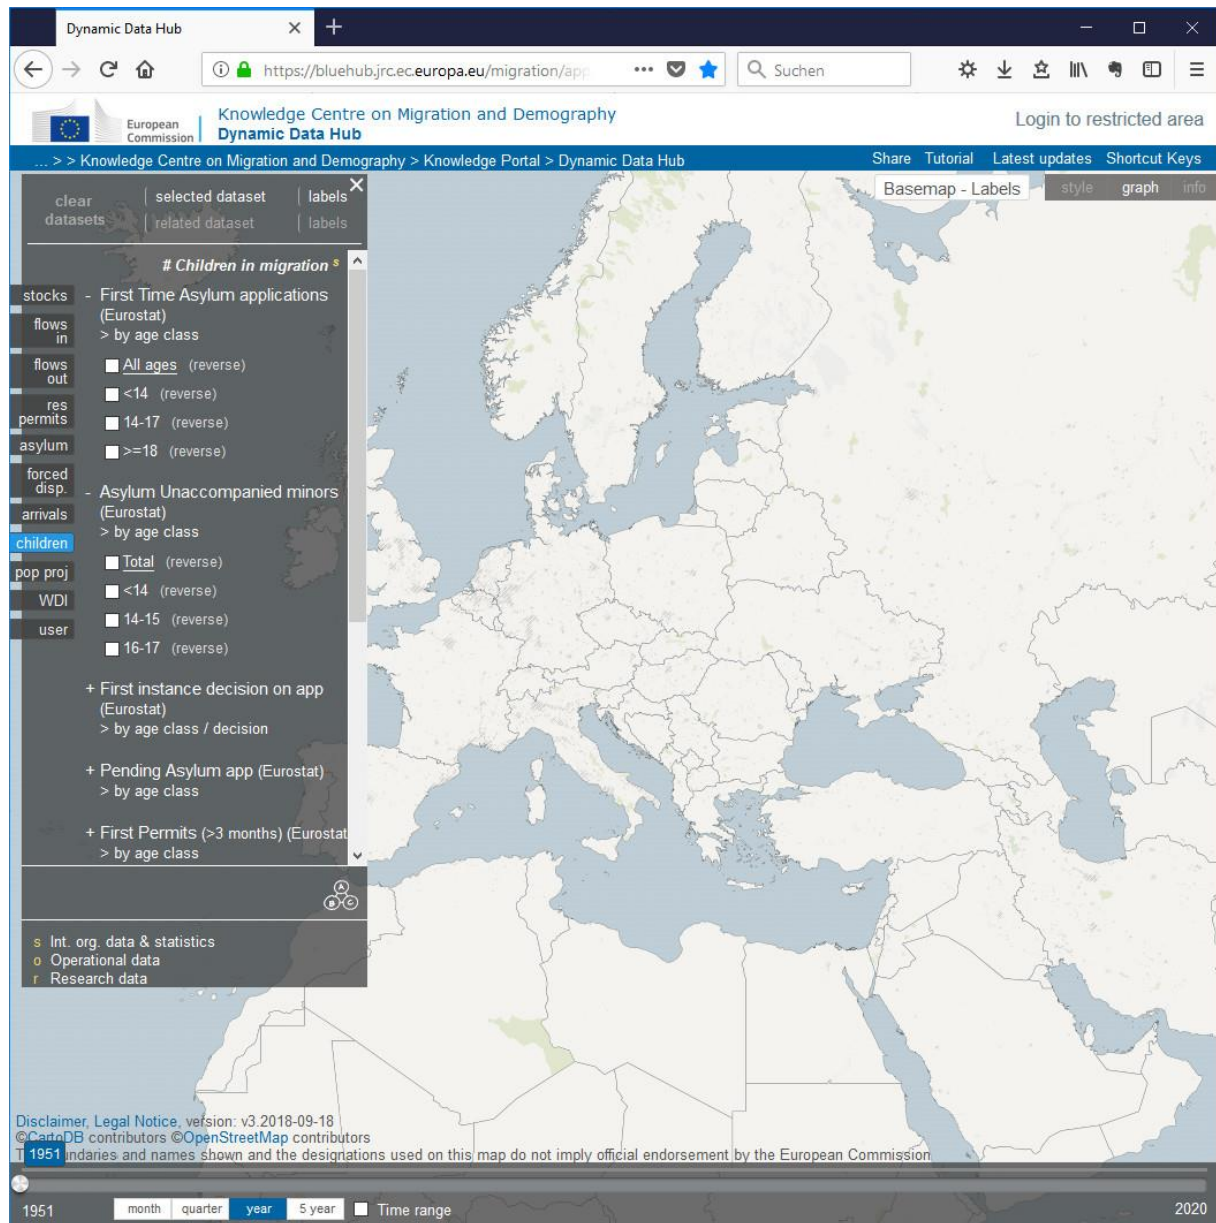 Dynamic Data Hub
https://bluehub.jrc.ec.europa.eu/migration/app
Suchen
European
Commission
Knowledge Centre on Migration and Demography
Dynamic Data Hub
Login to restricted area
... > > Knowledge Centre on Migration and Demography > Knowledge Portal > Dynamic Data Hub
Share Tutorial Latest updates Shortcut Keys
clear
datasets
selected dataset labels
related dataset labels
Basemap - Labels
style graph info
# Children in migration s
stocks
flows
in
flows
out
res
permits
asylum
forced
disp.
arrivals
children
pop proj
WDI
user
- First Time Asylum applications
(Eurostat)
> by age class
All ages (reverse)
<14 (reverse)
14-17 (reverse)
>=18 (reverse)
- Asylum Unaccompanied minors
(Eurostat)
> by age class
Total (reverse)
<14 (reverse)
14-15 (reverse)
16-17 (reverse)
+ First instance decision on app
(Eurostat)
> by age class / decision
+ Pending Asylum app (Eurostat)
> by age class
+ First Permits (>3 months) (Eurostat
> by age class
A
B C
s Int. org. data & statistics
o Operational data
r Research data
Disclaimer, Legal Notice, version: v3.2018-09-18
©CartoDB contributors ©OpenStreetMap contributors
1951
and names shown and the designations used on this map do not imply official endorsement by the European Commission
1951
month quarter year 5 year Time range
2020